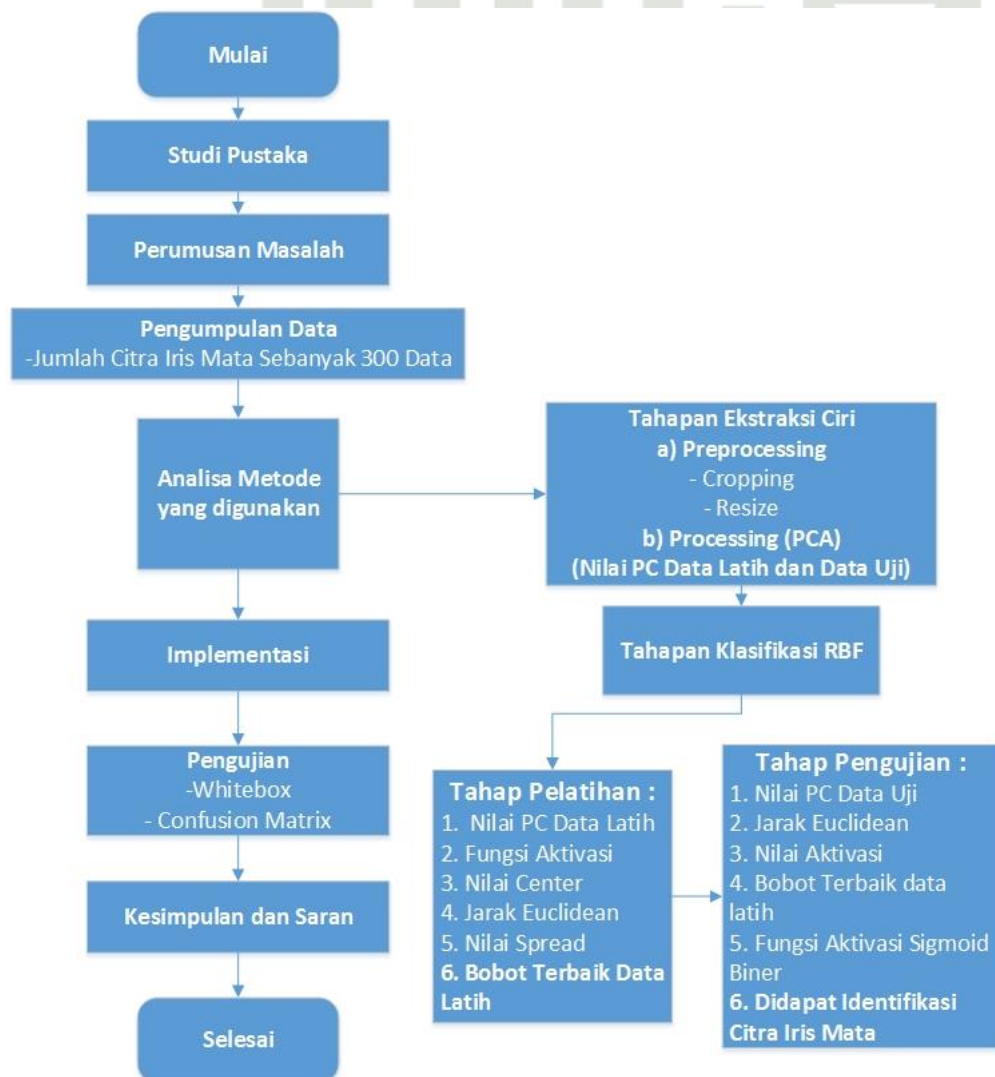 Mulai
Studi Pustaka
Perumusan Masalah
Pengumpulan Data
-Jumlah Citra Iris Mata Sebanyak 300 Data
Analisa Metode
yang digunakan
Tahapan Ekstraksi Ciri
a) Preprocessing
- Cropping
- Resize
b) Processing (PCA)
(Nilai PC Data Latih dan Data Uji)
Tahapan Klasifikasi RBF
Implementasi
Pengujian
-Whitebox
- Confusion Matrix
Kesimpulan dan Saran
Selesai
Tahap Pelatihan :
1. Nilai PC Data Latih
2. Fungsi Aktivasi
3. Nilai Center
4. Jarak Euclidean
5. Nilai Spread
6. Bobot Terbaik Data
Latih
Tahap Pengujian :
1. Nilai PC Data Uji
2. Jarak Euclidean
3. Nilai Aktivasi
4. Bobot Terbaik data
latih
5. Fungsi Aktivasi Sigmoid
Biner
6. Didapat Identifikasi
Citra Iris Mata